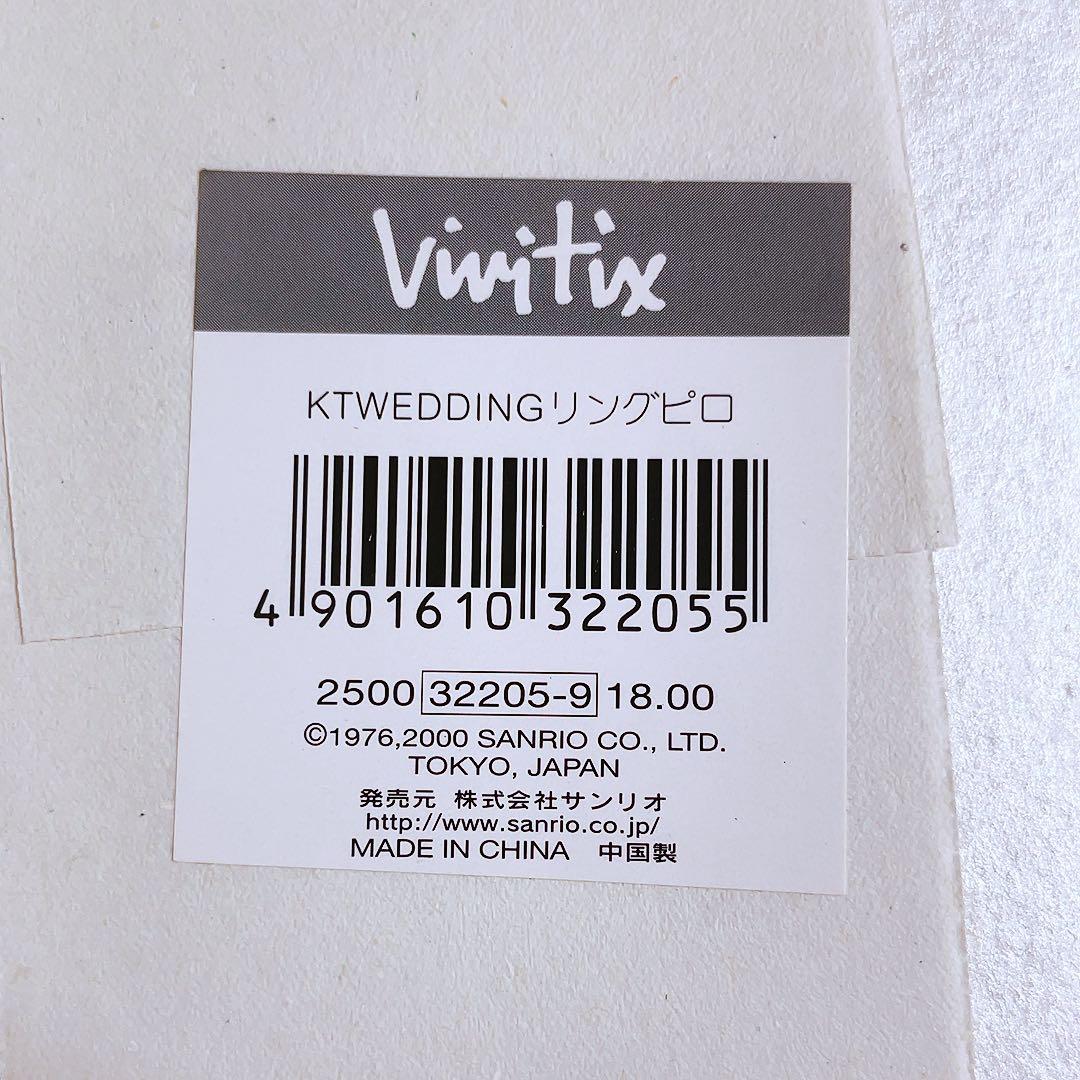 Vivitix
KTWEDDINGリングピロ
4 901610 322055
2500 32205-9 18.00
©1976,2000 SANRIO CO., LTD.
TOKYO, JAPAN
発売元 株式会社サンリオ
http://www.sanrio.co.jp/
MADE IN CHINA 中国製